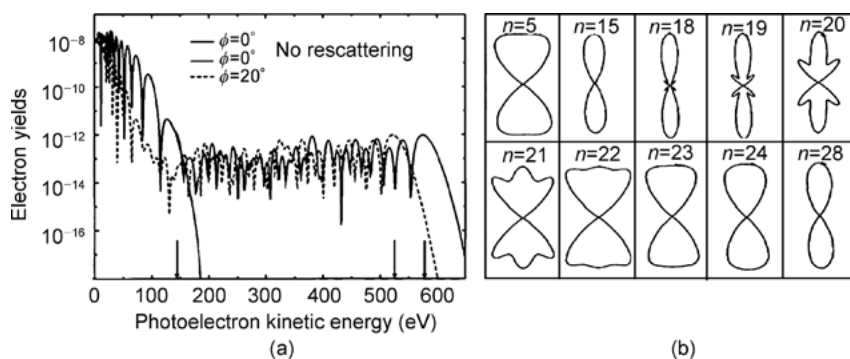 (a)
No rescattering
ϕ=0°
ϕ=0°
ϕ=20°
Electron yields
10⁻⁸
10⁻¹⁰
10⁻¹²
10⁻¹⁴
10⁻¹⁶
0 100 200 300 400 500 600
Photoelectron kinetic energy (eV)
(a)
(b)
n=5 n=15 n=18 n=19 n=20
n=21 n=22 n=23 n=24 n=28
(b)